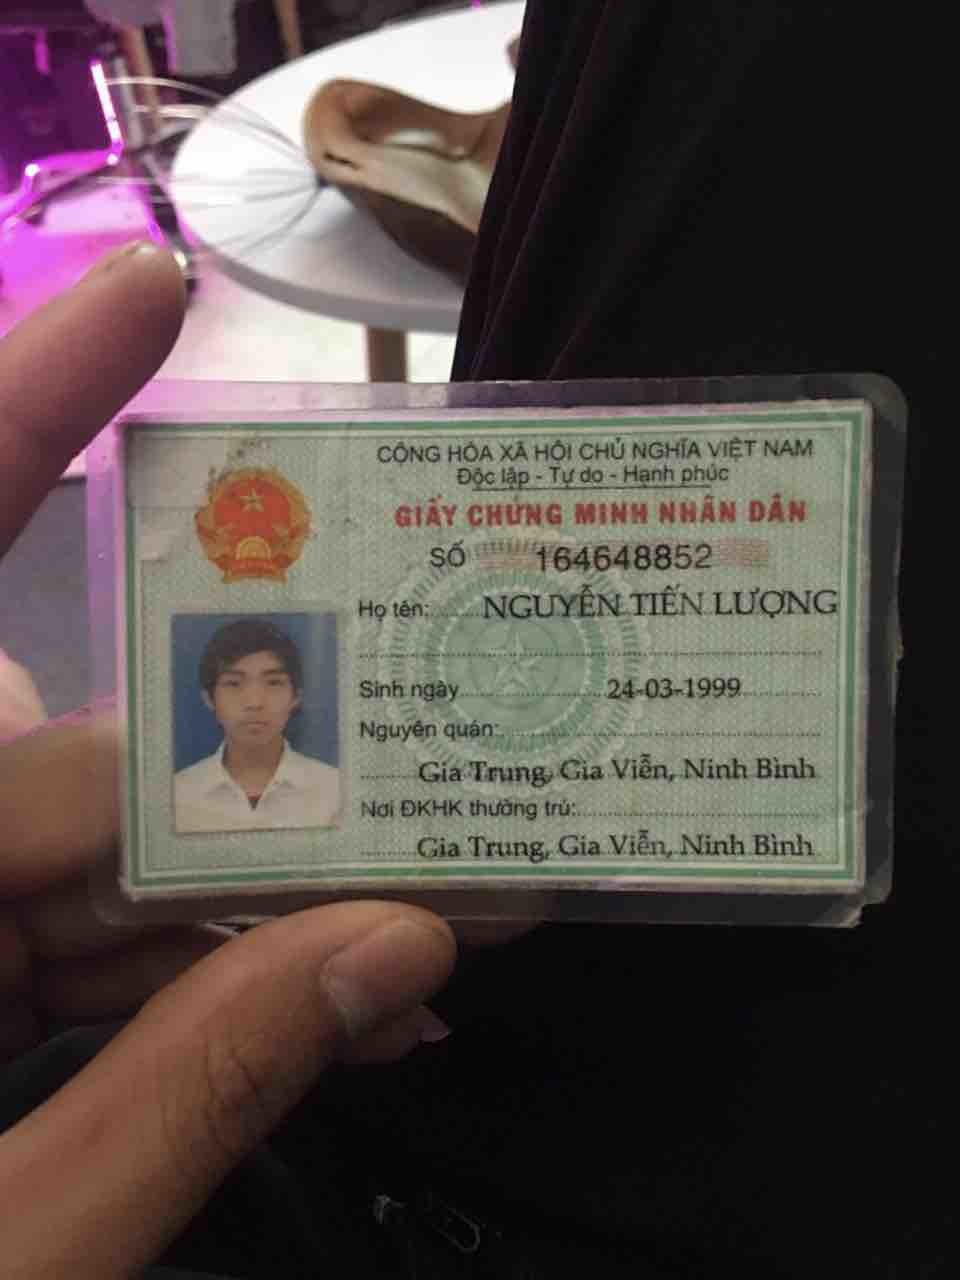 CỘNG HÒA XÃ HỘI CHỦ NGHĨA VIỆT NAM
Độc lập - Tự do - Hạnh phúc
GIẤY CHỨNG MINH NHÂN DÂN
SỐ 164648852
Họ tên: NGUYỄN TIẾN LƯỢNG
Sinh ngày 24-03-1999
Nguyên quán:
Gia Trung, Gia Viễn, Ninh Bình
Nơi ĐKHK thường trú:
Gia Trung, Gia Viễn, Ninh Bình